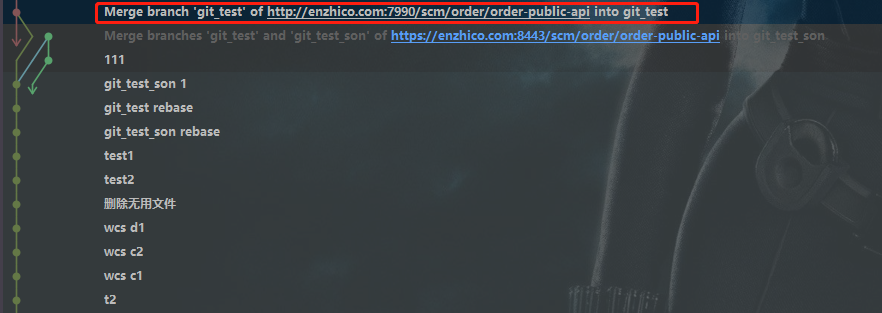 Merge branch 'git_test' of http://enzhico.com:7990/scm/order/order-public-api into git_test
Merge branches 'git_test' and 'git_test_son' of https://enzhico.com:8443/scm/order/order-public-api into git_test_son
111
git_test_son 1
git_test rebase
git_test_son rebase
test1
test2
删除无用文件
wcs d1
wcs c2
wcs c1
t2